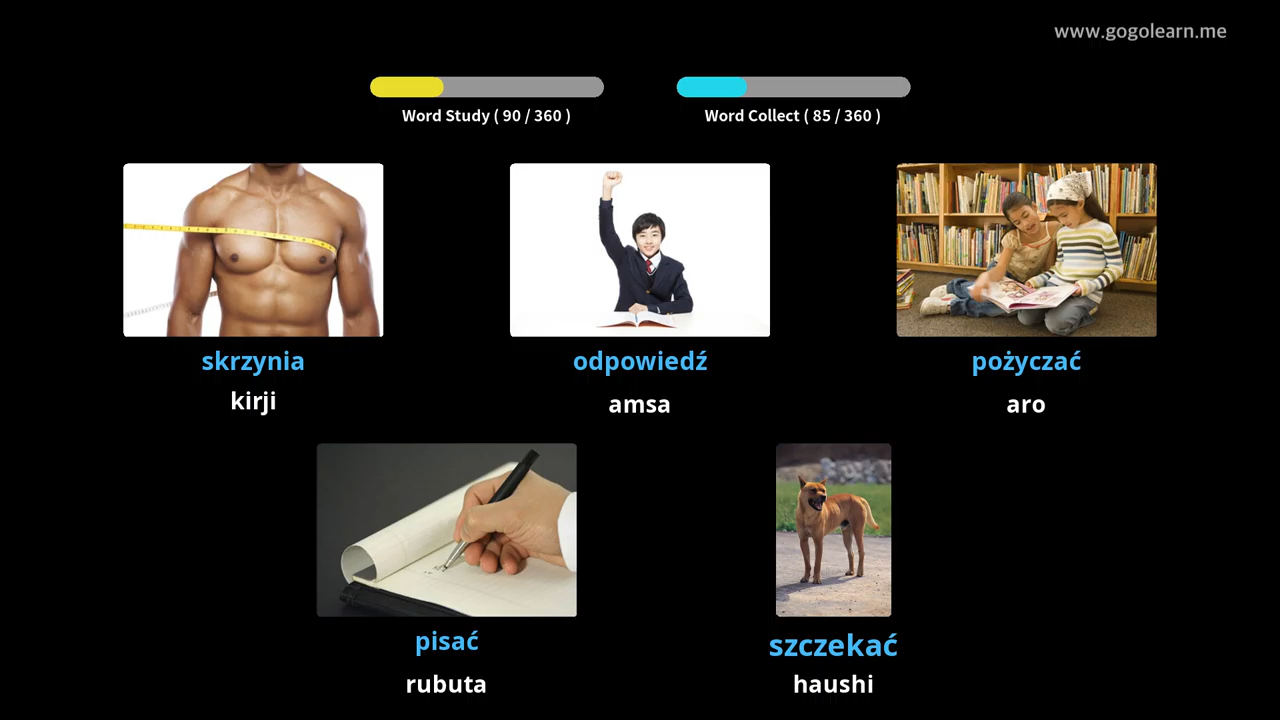 www.gogolearn.me
Word Study ( 90 / 360 )
Word Collect ( 85 / 360 )
skrzynia
kirji
odpowiedź
amsa
pożyczać
aro
pisać
rubuta
szczekać
haushi